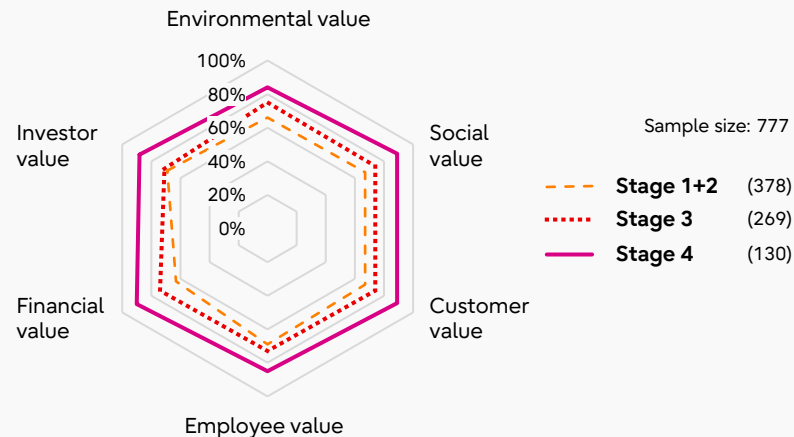 Environmental value
100%
80%
60%
40%
20%
0%
Investor
value
Social
value
Financial
value
Customer
value
Employee value
Sample size: 777
Stage 1+2 (378)
Stage 3 (269)
Stage 4 (130)